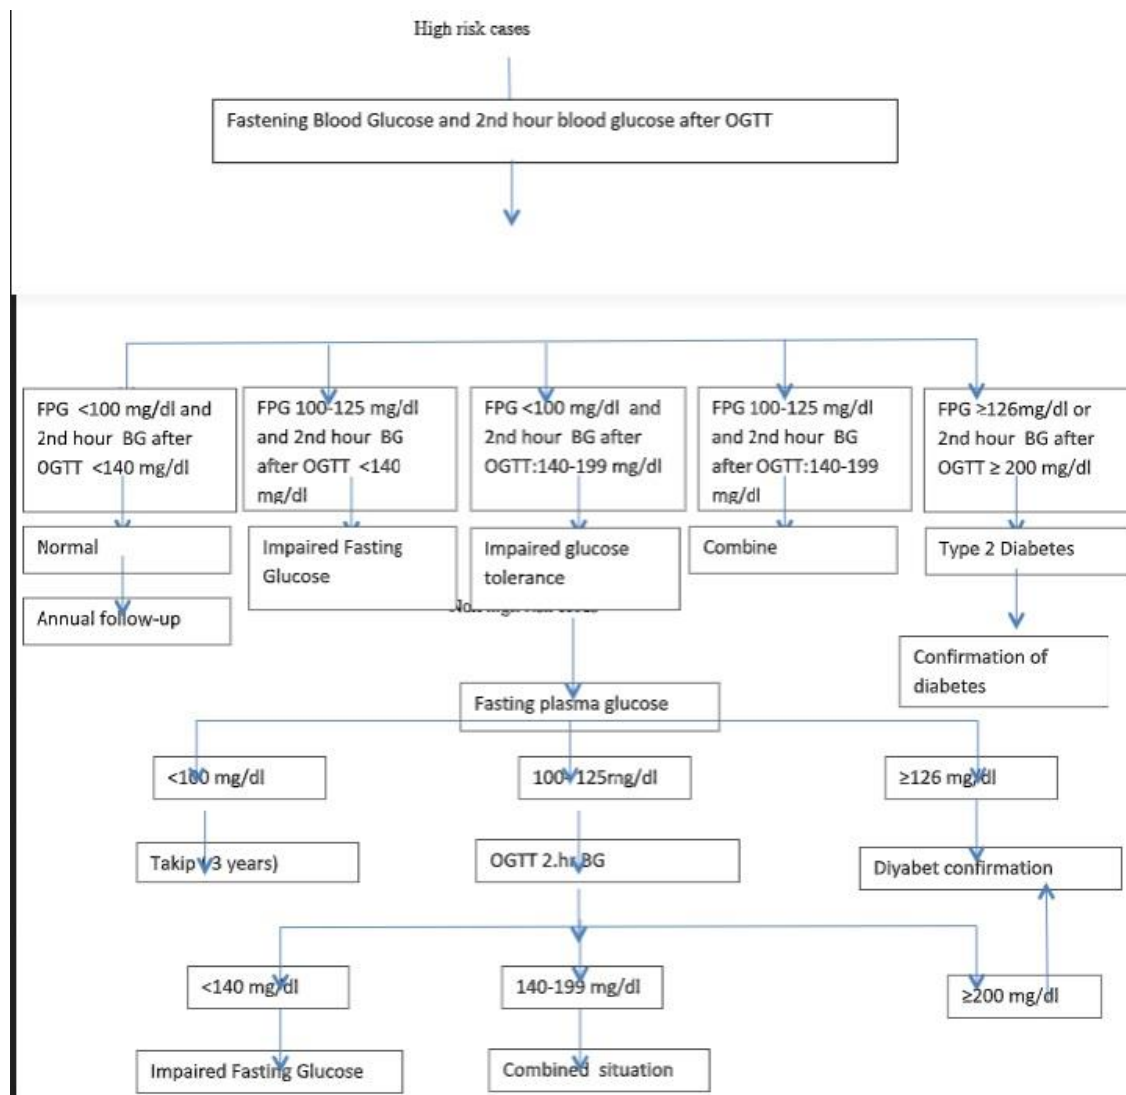 High risk cases
Fastening Blood Glucose and 2nd hour blood glucose after OGTT
FPG <100 mg/dl and
2nd hour BG after
OGTT <140 mg/dl
FPG 100-125 mg/dl
and 2nd hour BG
after OGTT <140
mg/dl
FPG <100 mg/dl and
2nd hour BG after
OGTT:140-199 mg/dl
FPG 100-125 mg/dl
and 2nd hour BG
after OGTT:140-199
mg/dl
FPG ≥126mg/dl or
2nd hour BG after
OGTT ≥ 200 mg/dl
Normal
Impaired Fasting
Glucose
Impaired glucose
tolerance
Combine
Type 2 Diabetes
Annual follow-up
Confirmation of
diabetes
Fasting plasma glucose
<100 mg/dl
100-125mg/dl
≥126 mg/dl
Takip 3 years)
OGTT 2.hr BG
Diyabet confirmation
<140 mg/dl
140-199 mg/dl
≥200 mg/dl
Impaired Fasting Glucose
Combined situation